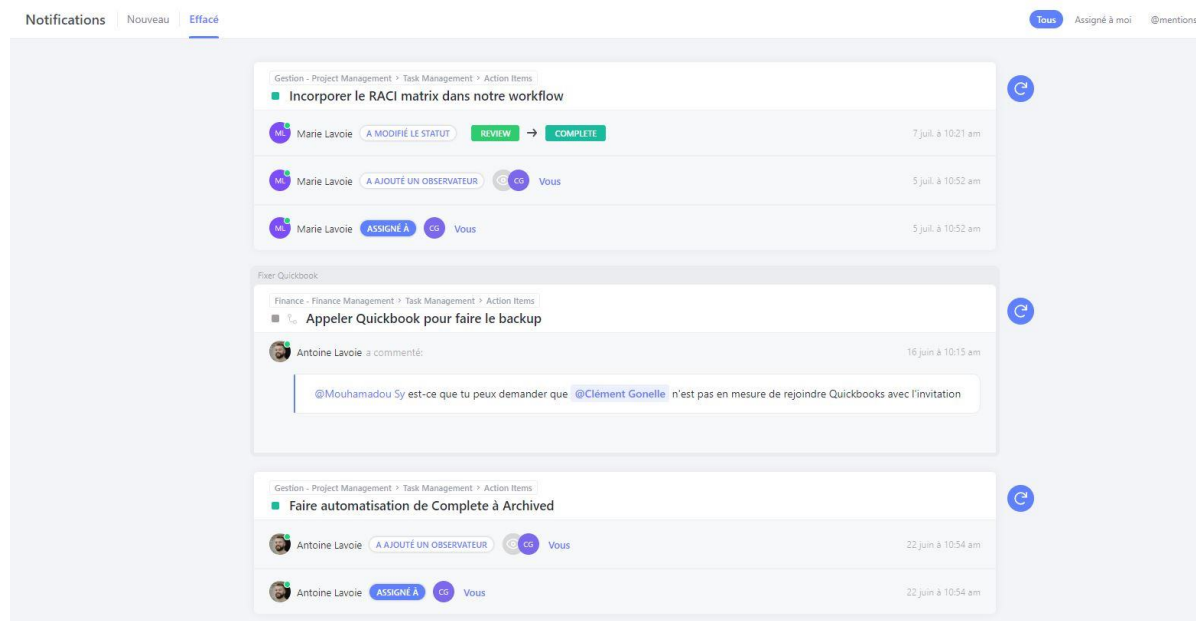 Notifications Nouveau Effacé Tous Assigné à moi @mentions
Gestion - Project Management > Task Management > Action Items
Incorporer le RACI matrix dans notre workflow
ML Marie Lavoie A MODIFIÉ LE STATUT REVIEW → COMPLETE 7 juil. à 10:21 am
ML Marie Lavoie A AJOUTÉ UN OBSERVATEUR CG Vous 5 juil. à 10:52 am
ML Marie Lavoie ASSIGNÉ À CG Vous 5 juil. à 10:52 am
Fixer Quickbook
Finance - Finance Management > Task Management > Action Items
Appeler Quickbook pour faire le backup
Antoine Lavoie a commenté: 16 juin à 10:15 am
@Mouhamadou Sy est-ce que tu peux demander que @Clément Gonelle n'est pas en mesure de rejoindre Quickbooks avec l'invitation
Gestion - Project Management > Task Management > Action Items
Faire automatisation de Complete à Archived
Antoine Lavoie A AJOUTÉ UN OBSERVATEUR CG Vous 22 juin à 10:54 am
Antoine Lavoie ASSIGNÉ À CG Vous 22 juin à 10:54 am